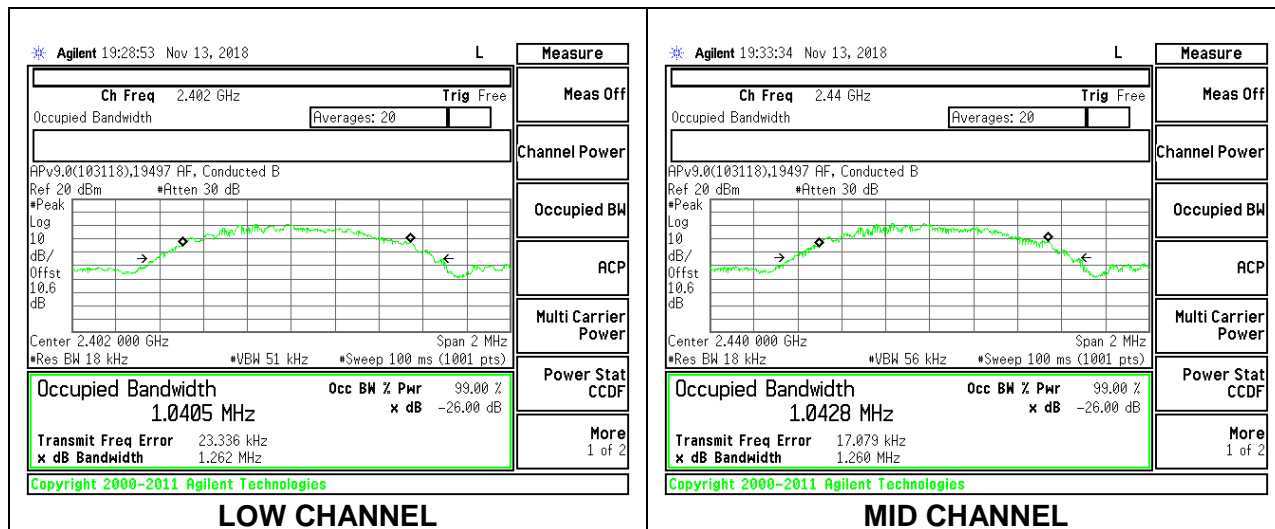 Agilent 19:28:53 Nov 13, 2018 L
Measure
Ch Freq 2.402 GHz Trig Free
Occupied Bandwidth Averages: 20
APv9.0(103118),19497 AF, Conducted B
Ref 20 dBm #Atten 30 dB
#Peak
Log
10
dB/
Offst
10.6
dB
Center 2.402 000 GHz Span 2 MHz
#Res BW 18 kHz #VBW 51 kHz #Sweep 100 ms (1001 pts)
Occupied Bandwidth Occ BW % Pwr 99.00 %
1.0405 MHz x dB -26.00 dB
Transmit Freq Error 23.336 kHz
x dB Bandwidth 1.262 MHz
Copyright 2000-2011 Agilent Technologies
Meas Off
Channel Power
Occupied BW
ACP
Multi Carrier
Power
Power Stat
CCDF
More
1 of 2
LOW CHANNEL
Agilent 19:33:34 Nov 13, 2018 L
Measure
Ch Freq 2.44 GHz Trig Free
Occupied Bandwidth Averages: 20
APv9.0(103118),19497 AF, Conducted B
Ref 20 dBm #Atten 30 dB
#Peak
Log
10
dB/
Offst
10.6
dB
Center 2.440 000 GHz Span 2 MHz
#Res BW 18 kHz #VBW 56 kHz #Sweep 100 ms (1001 pts)
Occupied Bandwidth Occ BW % Pwr 99.00 %
1.0428 MHz x dB -26.00 dB
Transmit Freq Error 17.079 kHz
x dB Bandwidth 1.260 MHz
Copyright 2000-2011 Agilent Technologies
Meas Off
Channel Power
Occupied BW
ACP
Multi Carrier
Power
Power Stat
CCDF
More
1 of 2
MID CHANNEL